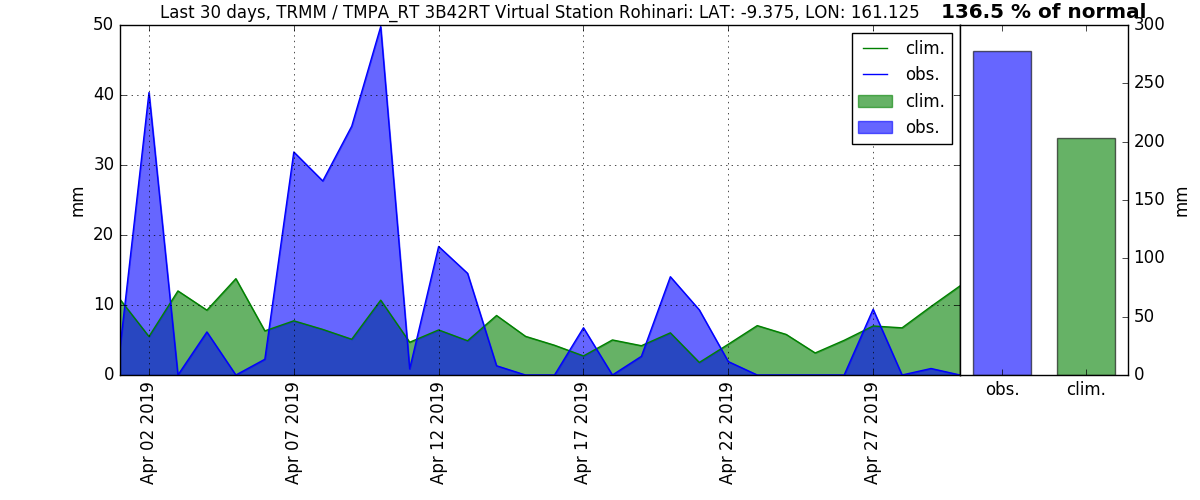 Last 30 days, TRMM / TMPA_RT 3B42RT Virtual Station Rohinari: LAT: -9.375, LON: 161.125
136.5 % of normal
50
40
30
20
10
0
mm
clim.
obs.
clim.
obs.
Apr 02 2019
Apr 07 2019
Apr 12 2019
Apr 17 2019
Apr 22 2019
Apr 27 2019
300
250
200
150
100
50
0
mm
obs.
clim.